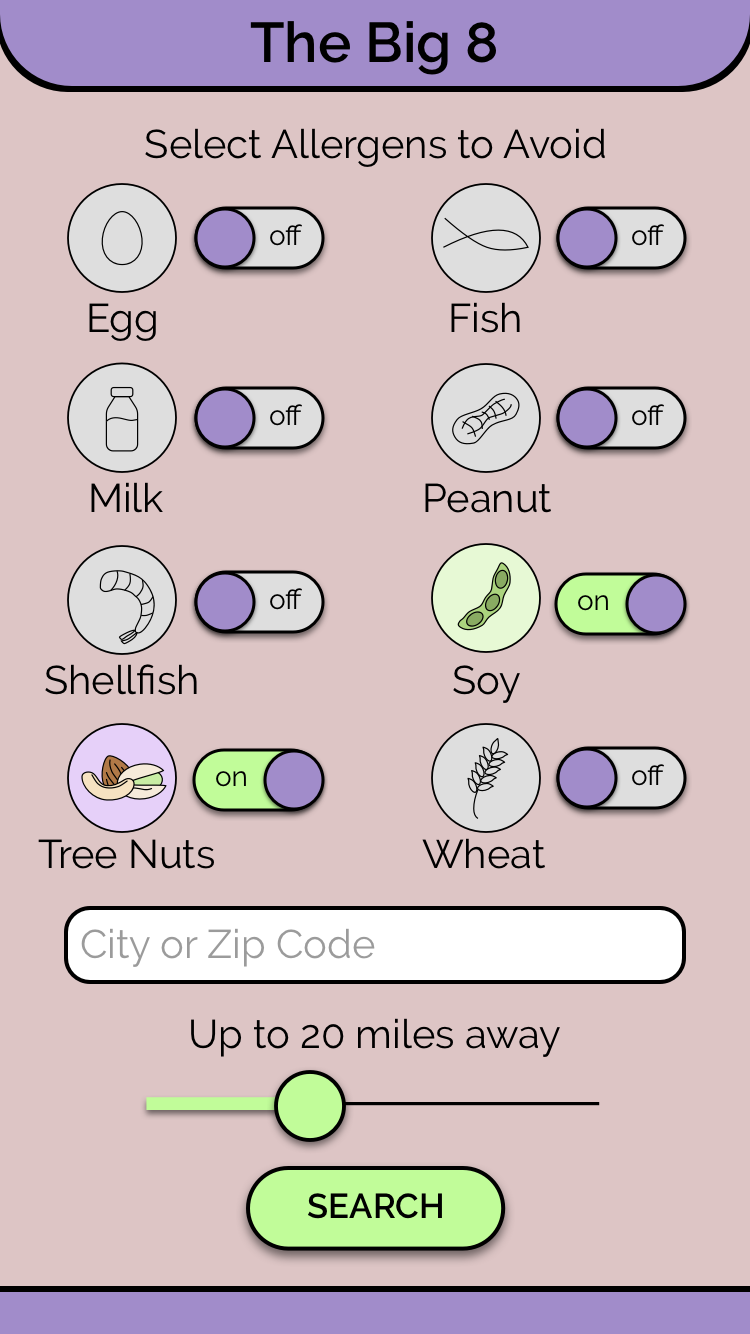 The Big 8
Select Allergens to Avoid
off
off
Egg
Fish
off
off
Milk
Peanut
off
on
Shellfish
Soy
on
off
Tree Nuts
Wheat
City or Zip Code
Up to 20 miles away
SEARCH